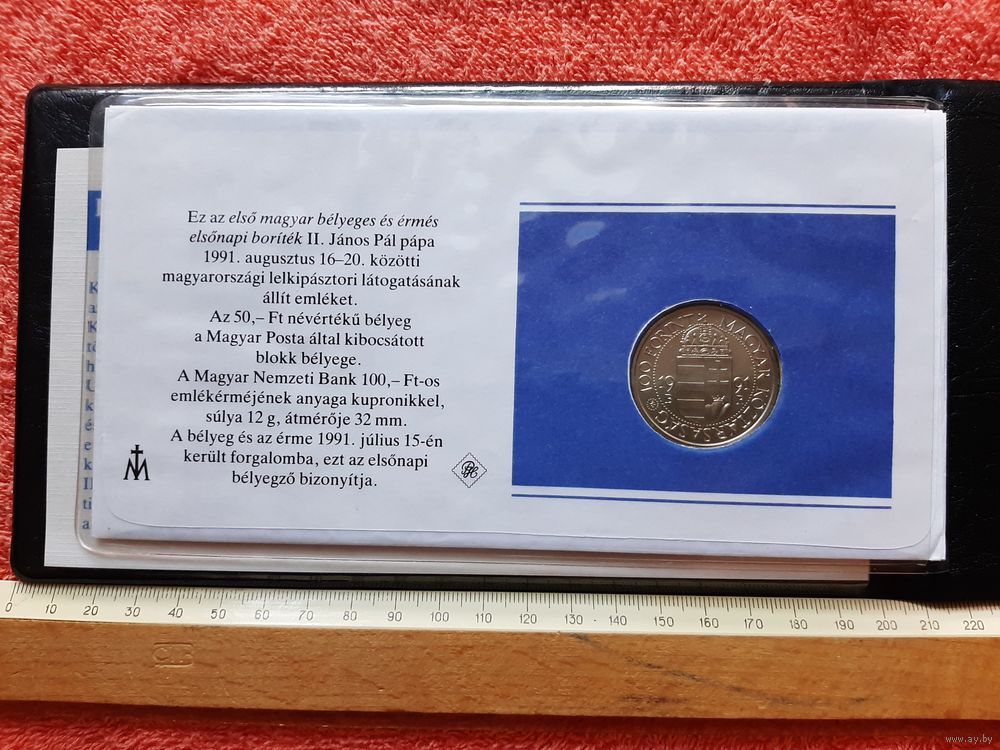 Ez az első magyar bélyeges és érmés
elsőnapi boríték II. János Pál pápa
1991. augusztus 16–20. közötti
magyarországi lelkipásztori látogatásának
állít emléket.
Az 50,– Ft névértékű bélyeg
a Magyar Posta által kibocsátott
blokk bélyege.
A Magyar Nemzeti Bank 100,– Ft-os
emlékérméjének anyaga kupronikkel,
súlya 12 g, átmérője 32 mm.
A bélyeg és az érme 1991. július 15-én
került forgalomba, ezt az elsőnapi
bélyegző bizonyítja.
MAGYAR KÖZTÁRSASÁG
100 FORINT
0 10 20 30 40 50 60 70 80 90 100 110 120 130 140 150 160 170 180 190 200 210 220
www.ay.by